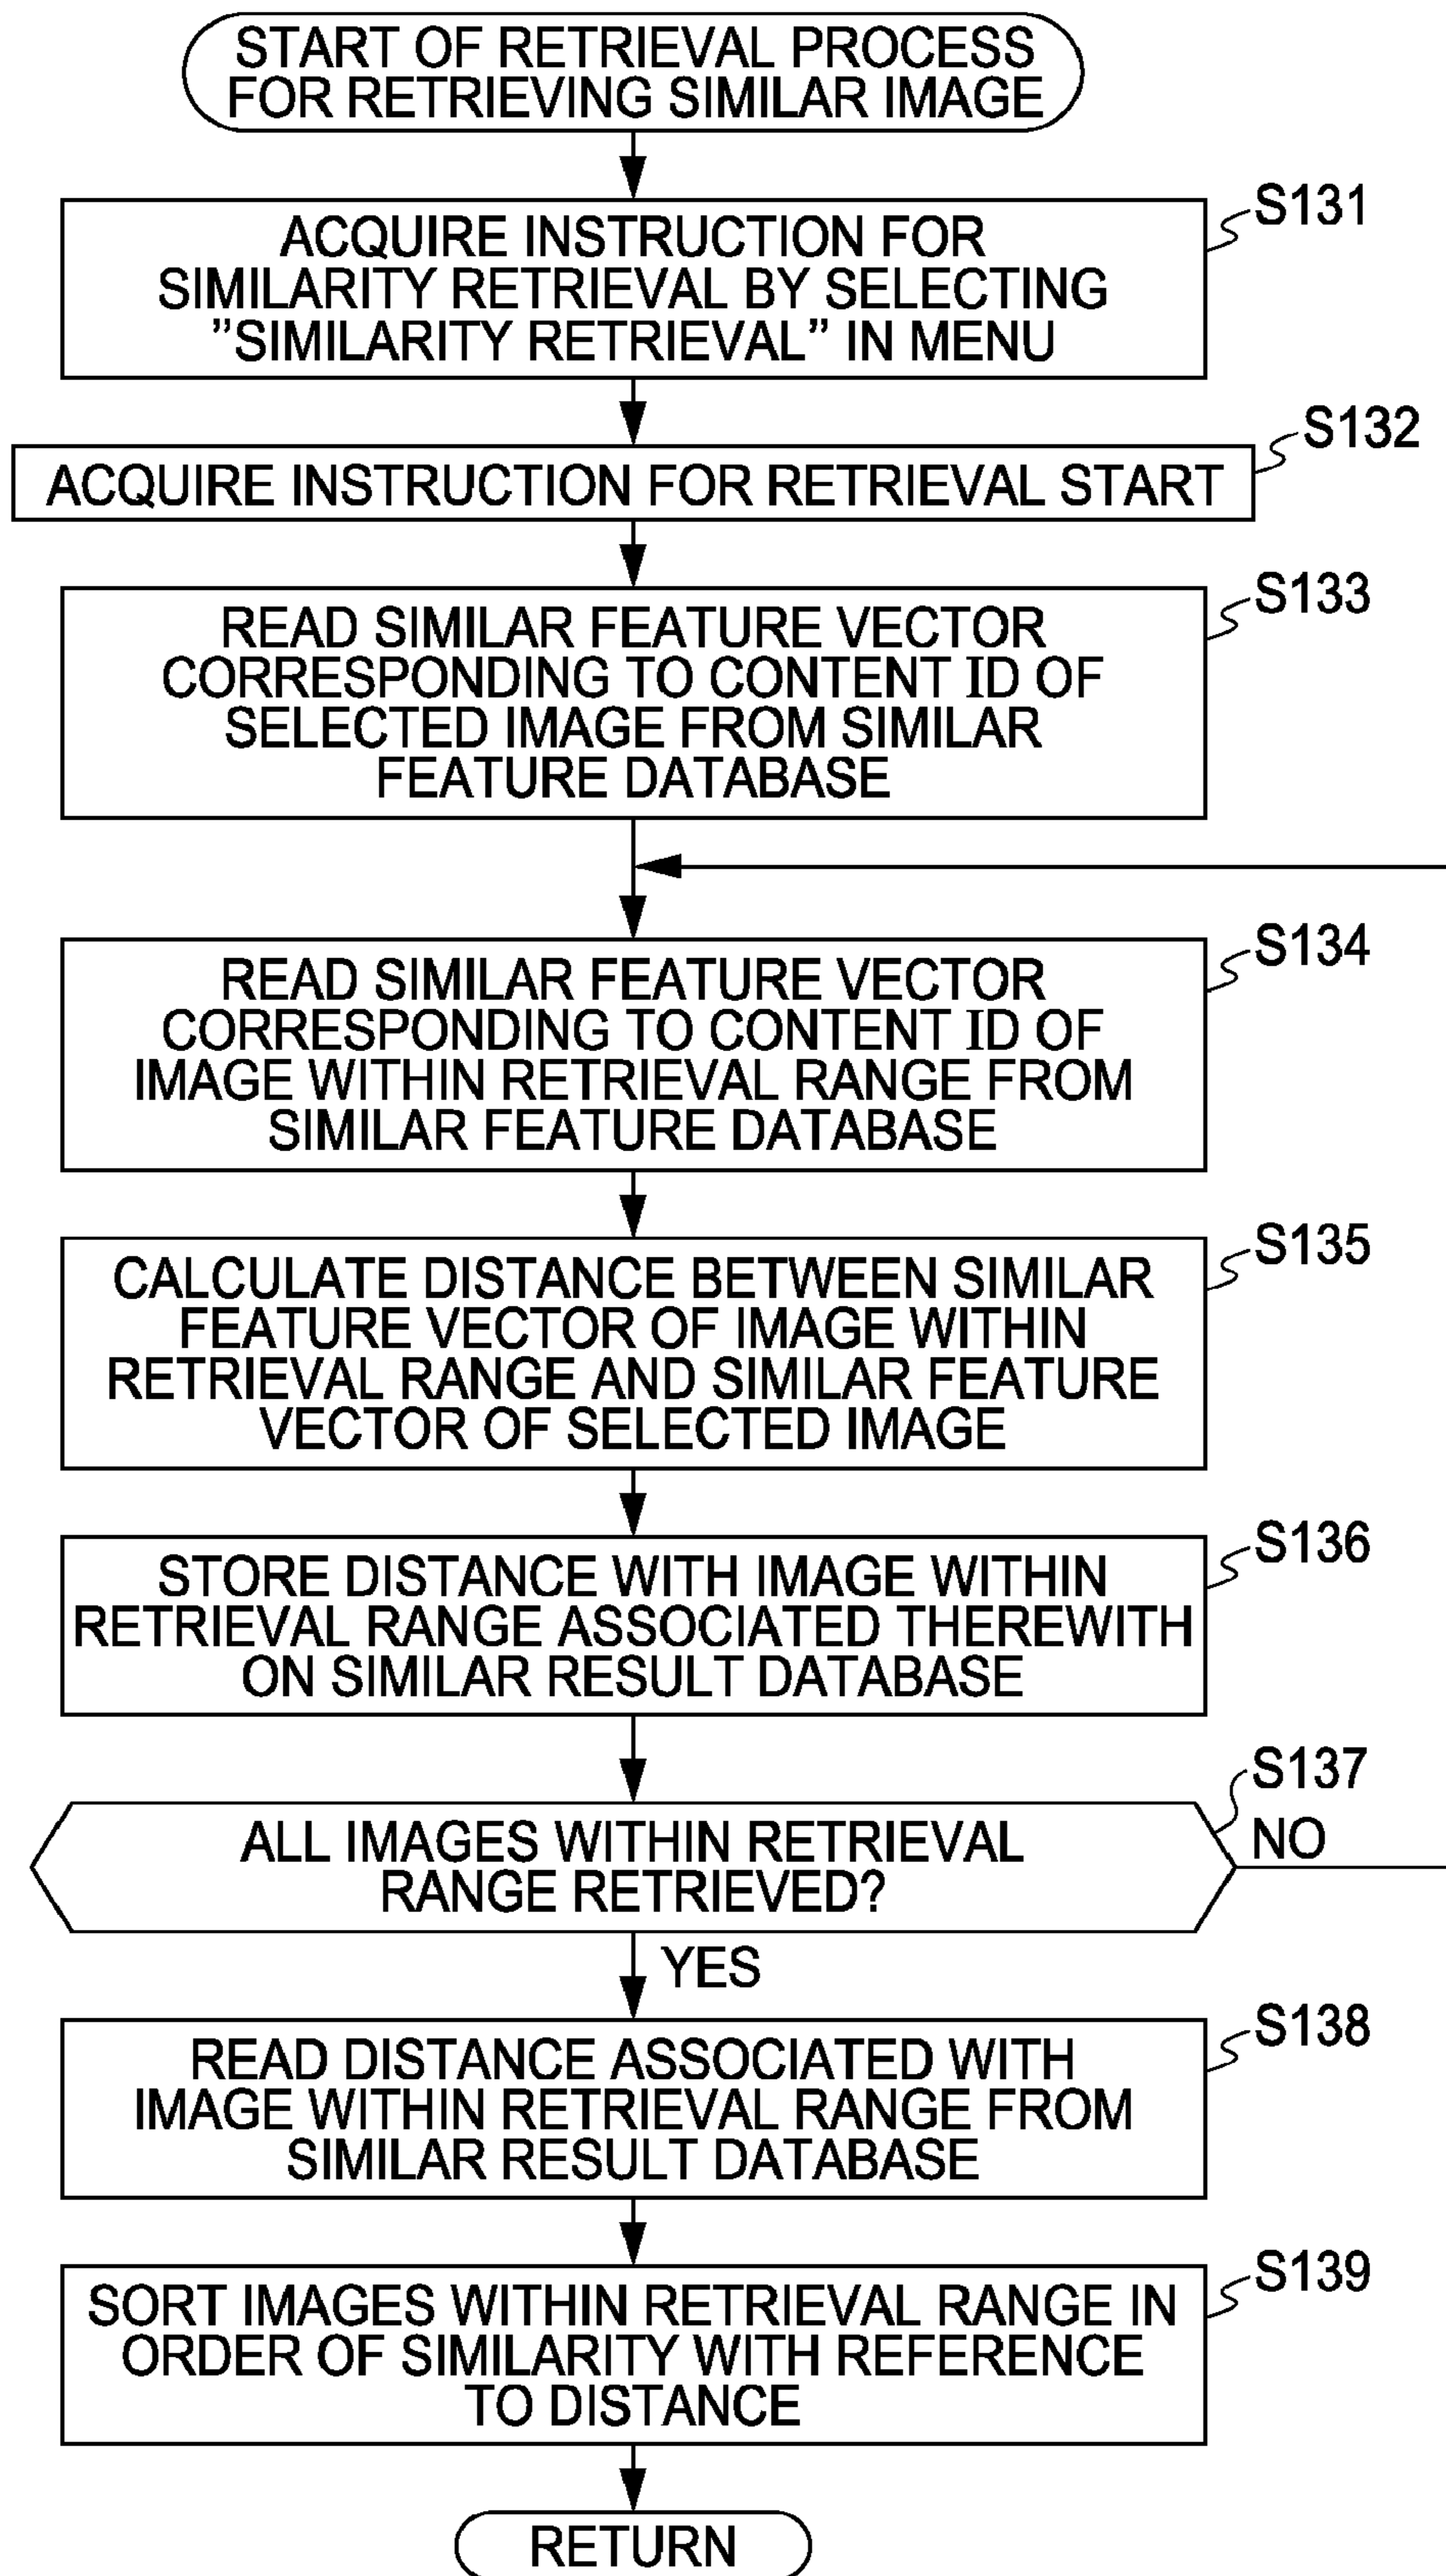 START OF RETRIEVAL PROCESS
FOR RETRIEVING SIMILAR IMAGE
S131
ACQUIRE INSTRUCTION FOR
SIMILARITY RETRIEVAL BY SELECTING
”SIMILARITY RETRIEVAL” IN MENU
S132
ACQUIRE INSTRUCTION FOR RETRIEVAL START
S133
READ SIMILAR FEATURE VECTOR
CORRESPONDING TO CONTENT ID OF
SELECTED IMAGE FROM SIMILAR
FEATURE DATABASE
S134
READ SIMILAR FEATURE VECTOR
CORRESPONDING TO CONTENT ID OF
IMAGE WITHIN RETRIEVAL RANGE FROM
SIMILAR FEATURE DATABASE
S135
CALCULATE DISTANCE BETWEEN SIMILAR
FEATURE VECTOR OF IMAGE WITHIN
RETRIEVAL RANGE AND SIMILAR FEATURE
VECTOR OF SELECTED IMAGE
S136
STORE DISTANCE WITH IMAGE WITHIN
RETRIEVAL RANGE ASSOCIATED THEREWITH
ON SIMILAR RESULT DATABASE
S137
ALL IMAGES WITHIN RETRIEVAL
RANGE RETRIEVED?
NO
YES
S138
READ DISTANCE ASSOCIATED WITH
IMAGE WITHIN RETRIEVAL RANGE FROM
SIMILAR RESULT DATABASE
S139
SORT IMAGES WITHIN RETRIEVAL RANGE IN
ORDER OF SIMILARITY WITH REFERENCE
TO DISTANCE
RETURN